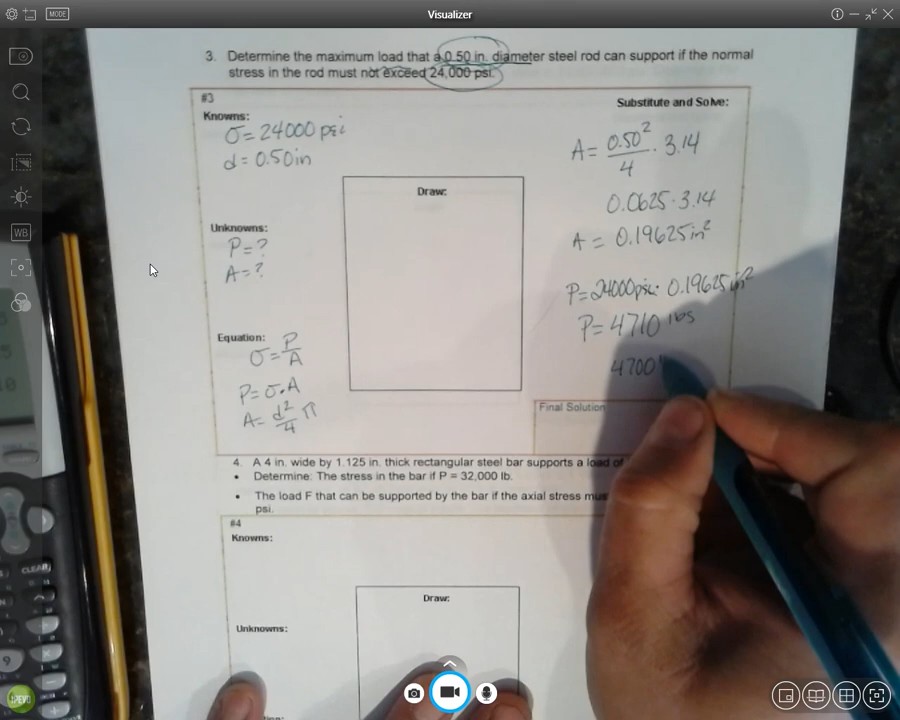 MODE
Visualizer
3. Determine the maximum load that a 0.50 in. diameter steel rod can support if the normal
stress in the rod must not exceed 24,000 psi.
#3
Knowns:
σ = 24000 psi
d = 0.50in
Unknowns:
P = ?
A = ?
Equation:
σ = P/A
P = σ·A
A = d²/4 π
Draw:
Substitute and Solve:
A = 0.50²/4 · 3.14
0.0625 · 3.14
A = 0.19625 in²
P = 24000psi · 0.19625 in²
P = 4710 lbs
4700
Final Solution
4. A 4 in. wide by 1.125 in. thick rectangular steel bar supports a load of
• Determine: The stress in the bar if P = 32,000 lb.
• The load F that can be supported by the bar if the axial stress mus
psi.
#4
Knowns:
Draw:
Unknowns:
WB
CLEAR
9
IPEVO